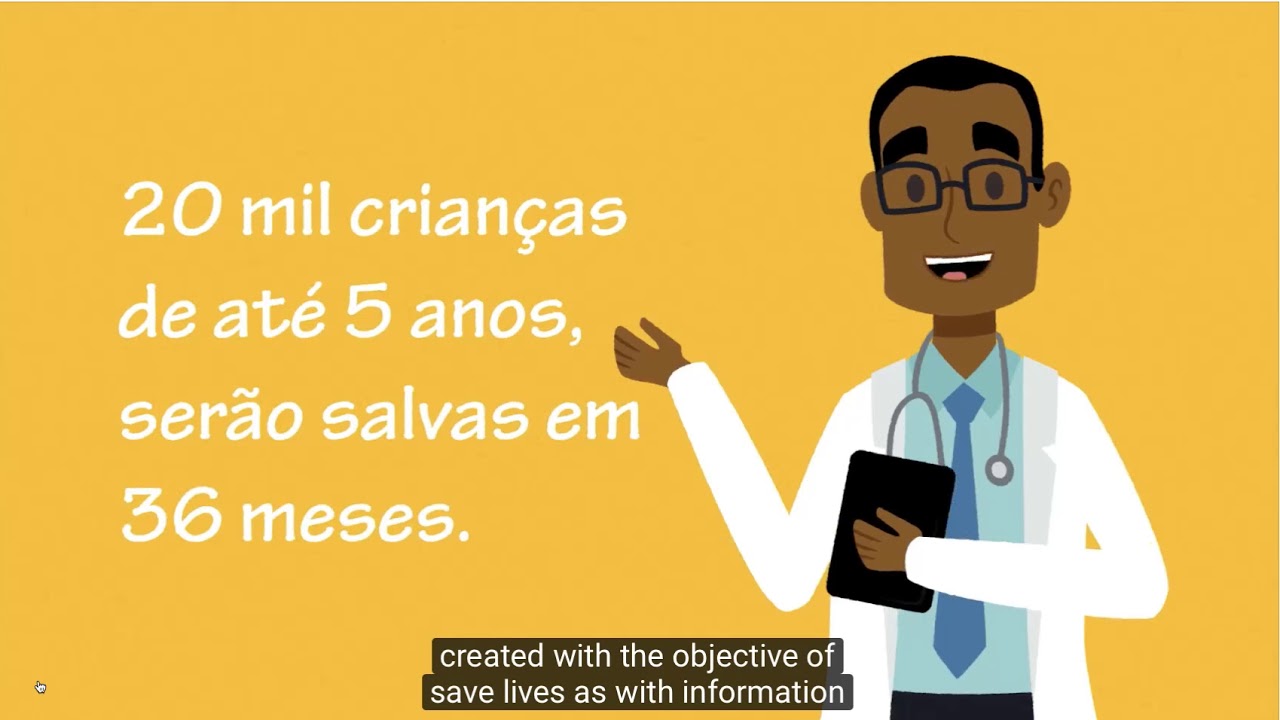 20 mil crianças
de até 5 anos,
serão salvas em
36 meses.
created with the objective of
save lives as with information